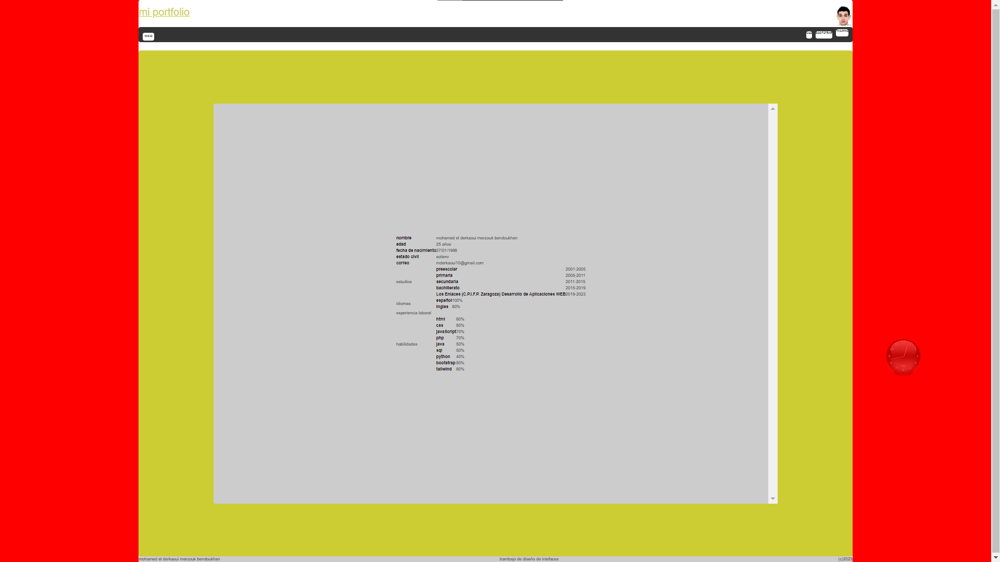 mi portfolio
INICIO
CSS BOOTSTRAP TAILWIND
nombre mohamed el derkaoui merzouk bendoukhan
edad 25 años
fecha de nacimiento 27/01/1998
estado civil soltero
correo mderkaoui10@gmail.com
estudios
preescolar 2001-2005
primaria 2005-2011
secundaria 2011-2015
bachillerato 2015-2019
Los Enlaces (C.P.I.F.P. Zaragoza) Desarrollo de Aplicaciones WEB 2019-2023
idiomas
español 100%
ingles 80%
experiencia laboral
habilidades
html 80%
css 80%
javaScript 70%
php 70%
java 50%
sql 50%
python 40%
bootstrap 80%
tailwind 80%
mohamed el derkaoui merzouk bendoukhan trambajo de diseño de intefaces (c)2023